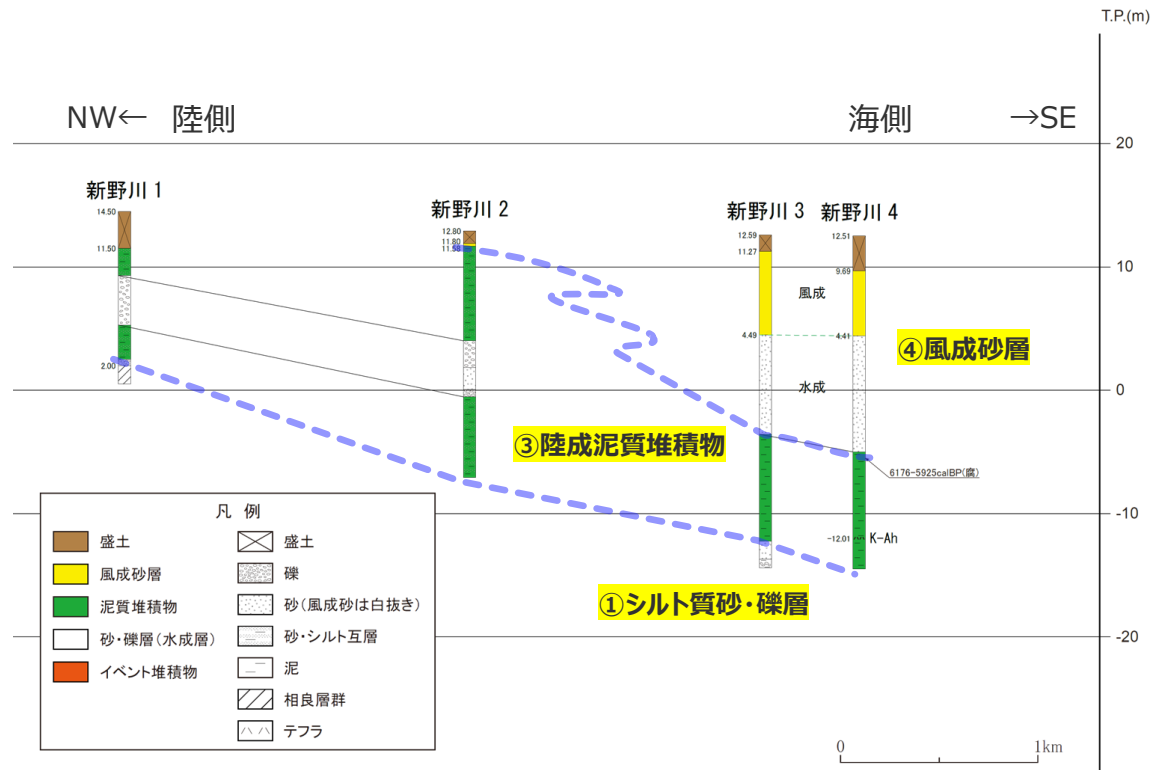 T.P.(m)
NW← 陸側
海側 →SE
20
新野川 1
新野川 2
新野川 3
新野川 4
14.50
11.50
2.00
12.80
11.80
11.58
12.59
11.27
4.49
12.51
9.69
4.41
10
風成
④風成砂層
水成
0
③陸成泥質堆積物
6176-5925calBP(腐)
-10
-12.01
K-Ah
①シルト質砂・礫層
-20
凡 例
盛土
風成砂層
泥質堆積物
砂・礫層(水成層)
イベント堆積物
盛土
礫
砂(風成砂は白抜き)
砂・シルト互層
泥
相良層群
テフラ
0
1km